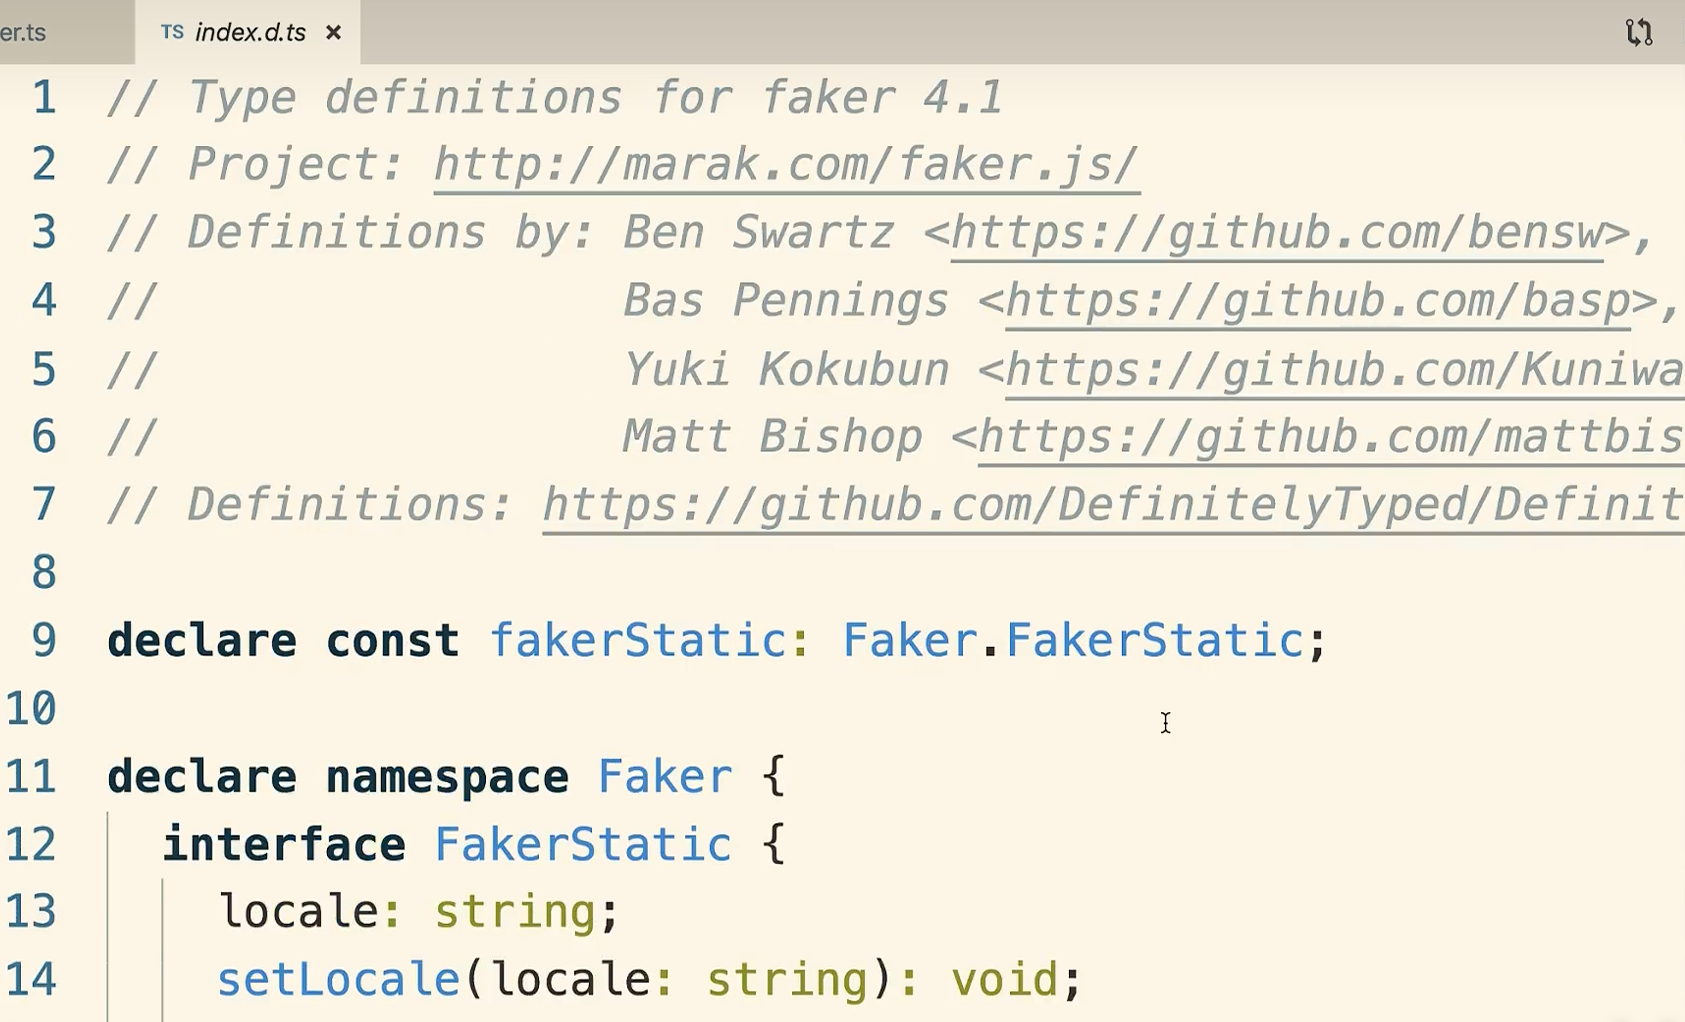 er.ts
TS index.d.ts ×
1 // Type definitions for faker 4.1
2 // Project: http://marak.com/faker.js/
3 // Definitions by: Ben Swartz <https://github.com/bensw>,
4 //                 Bas Pennings <https://github.com/basp>,
5 //                 Yuki Kokubun <https://github.com/Kuniwa
6 //                 Matt Bishop <https://github.com/mattbis
7 // Definitions: https://github.com/DefinitelyTyped/Definit
8
9 declare const fakerStatic: Faker.FakerStatic;
10
11 declare namespace Faker {
12   interface FakerStatic {
13     locale: string;
14     setLocale(locale: string): void;